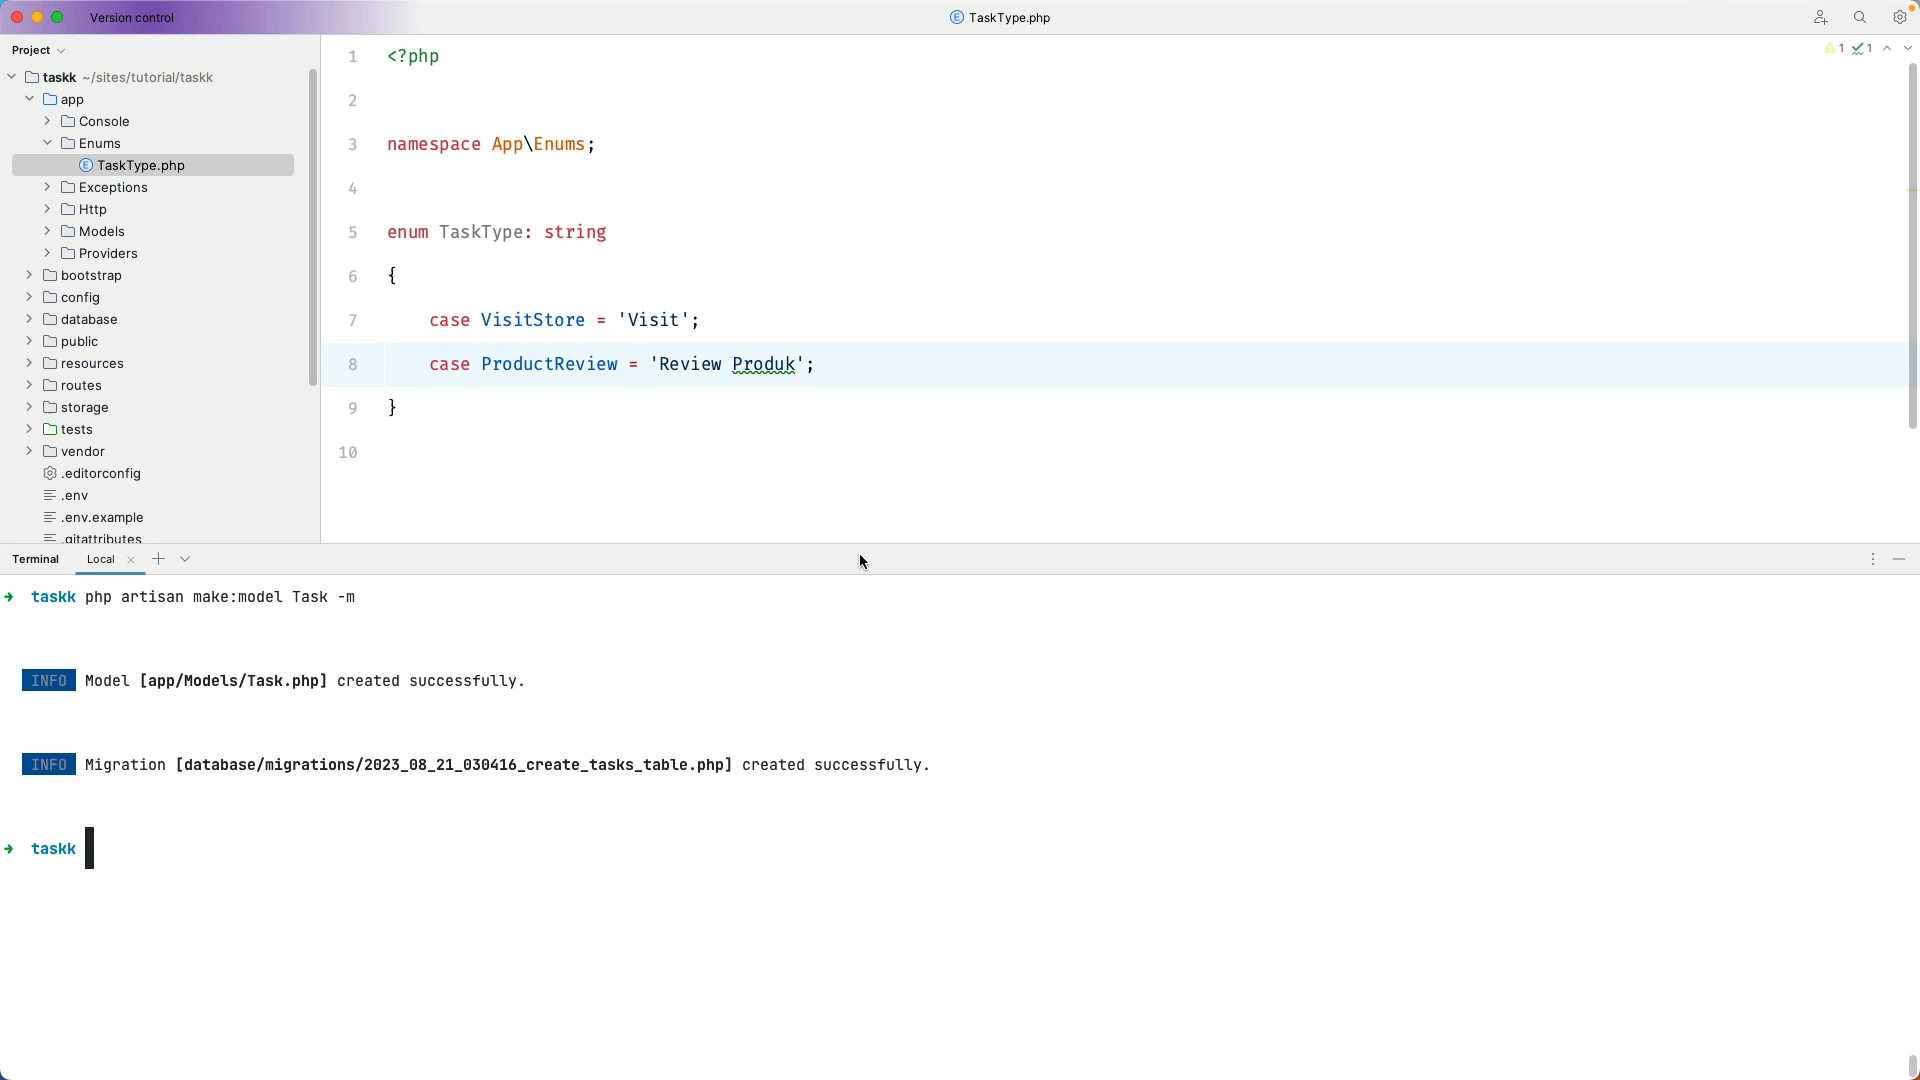 Version control
TaskType.php
Project
taskk ~/sites/tutorial/taskk
app
Console
Enums
TaskType.php
Exceptions
Http
Models
Providers
bootstrap
config
database
public
resources
routes
storage
tests
vendor
.editorconfig
.env
.env.example
.gitattributes
1 <?php
2
3 namespace App\Enums;
4
5 enum TaskType: string
6 {
7 case VisitStore = 'Visit';
8 case ProductReview = 'Review Produk';
9 }
10
1 1
Terminal Local
→ taskk php artisan make:model Task -m
INFO Model [app/Models/Task.php] created successfully.
INFO Migration [database/migrations/2023_08_21_030416_create_tasks_table.php] created successfully.
→ taskk